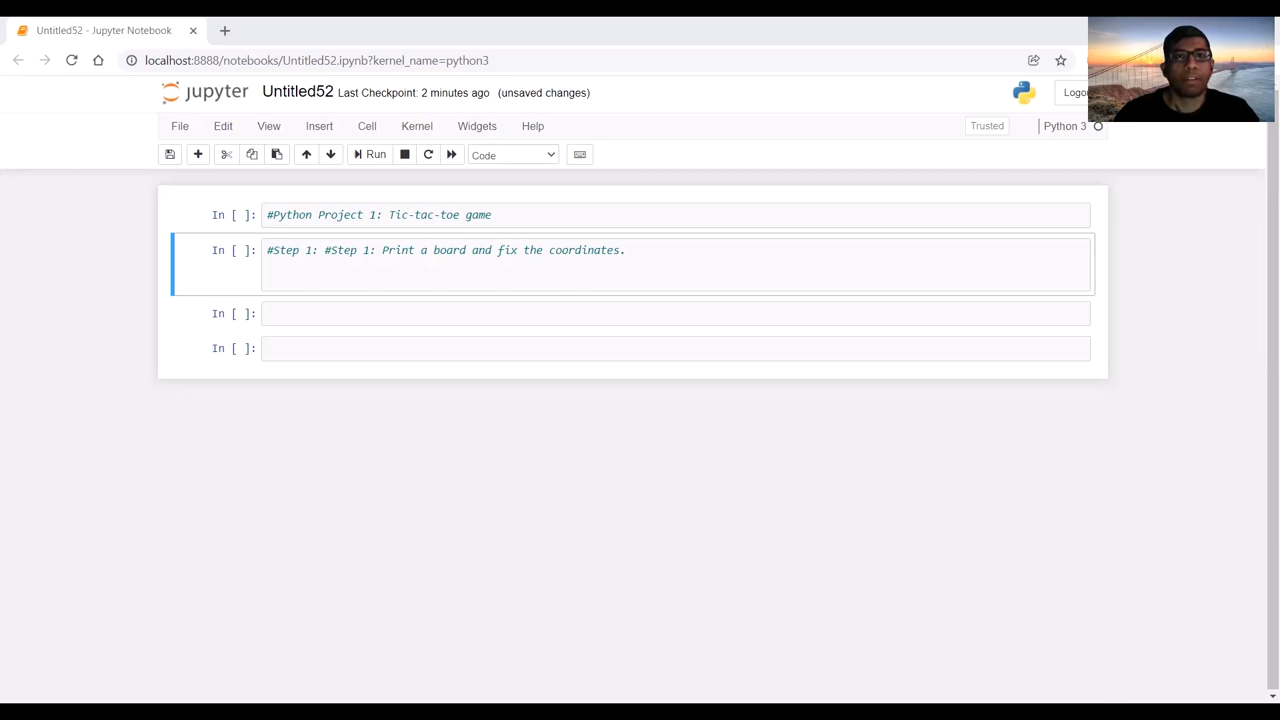 Untitled52 - Jupyter Notebook
localhost:8888/notebooks/Untitled52.ipynb?kernel_name=python3
jupyter Untitled52 Last Checkpoint: 2 minutes ago (unsaved changes)
Logo
File Edit View Insert Cell Kernel Widgets Help
Trusted Python 3
Run Code
In [ ]: #Python Project 1: Tic-tac-toe game
In [ ]: #Step 1: #Step 1: Print a board and fix the coordinates.
In [ ]:
In [ ]: